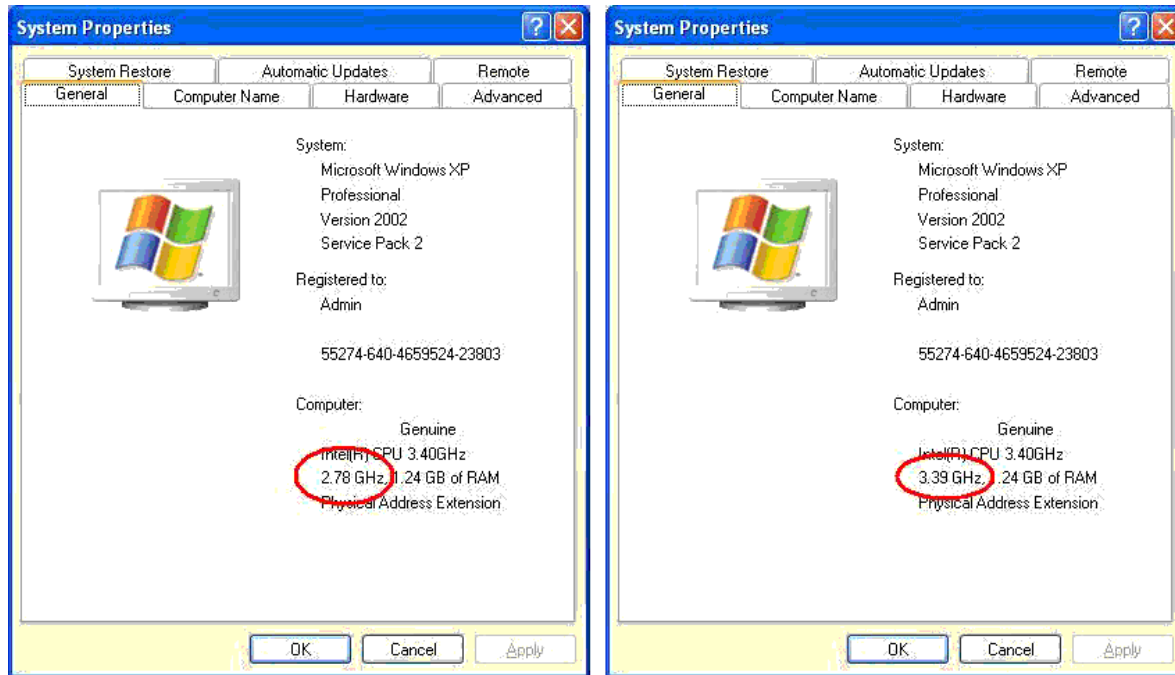 System Properties
System Restore Automatic Updates Remote
General Computer Name Hardware Advanced
System:
Microsoft Windows XP
Professional
Version 2002
Service Pack 2
Registered to:
Admin
55274-640-4659524-23803
Computer:
Genuine
Intel(R) CPU 3.40GHz
2.78 GHz, 1.24 GB of RAM
Physical Address Extension
OK Cancel Apply
System Properties
System Restore Automatic Updates Remote
General Computer Name Hardware Advanced
System:
Microsoft Windows XP
Professional
Version 2002
Service Pack 2
Registered to:
Admin
55274-640-4659524-23803
Computer:
Genuine
Intel(R) CPU 3.40GHz
3.39 GHz, 1.24 GB of RAM
Physical Address Extension
OK Cancel Apply